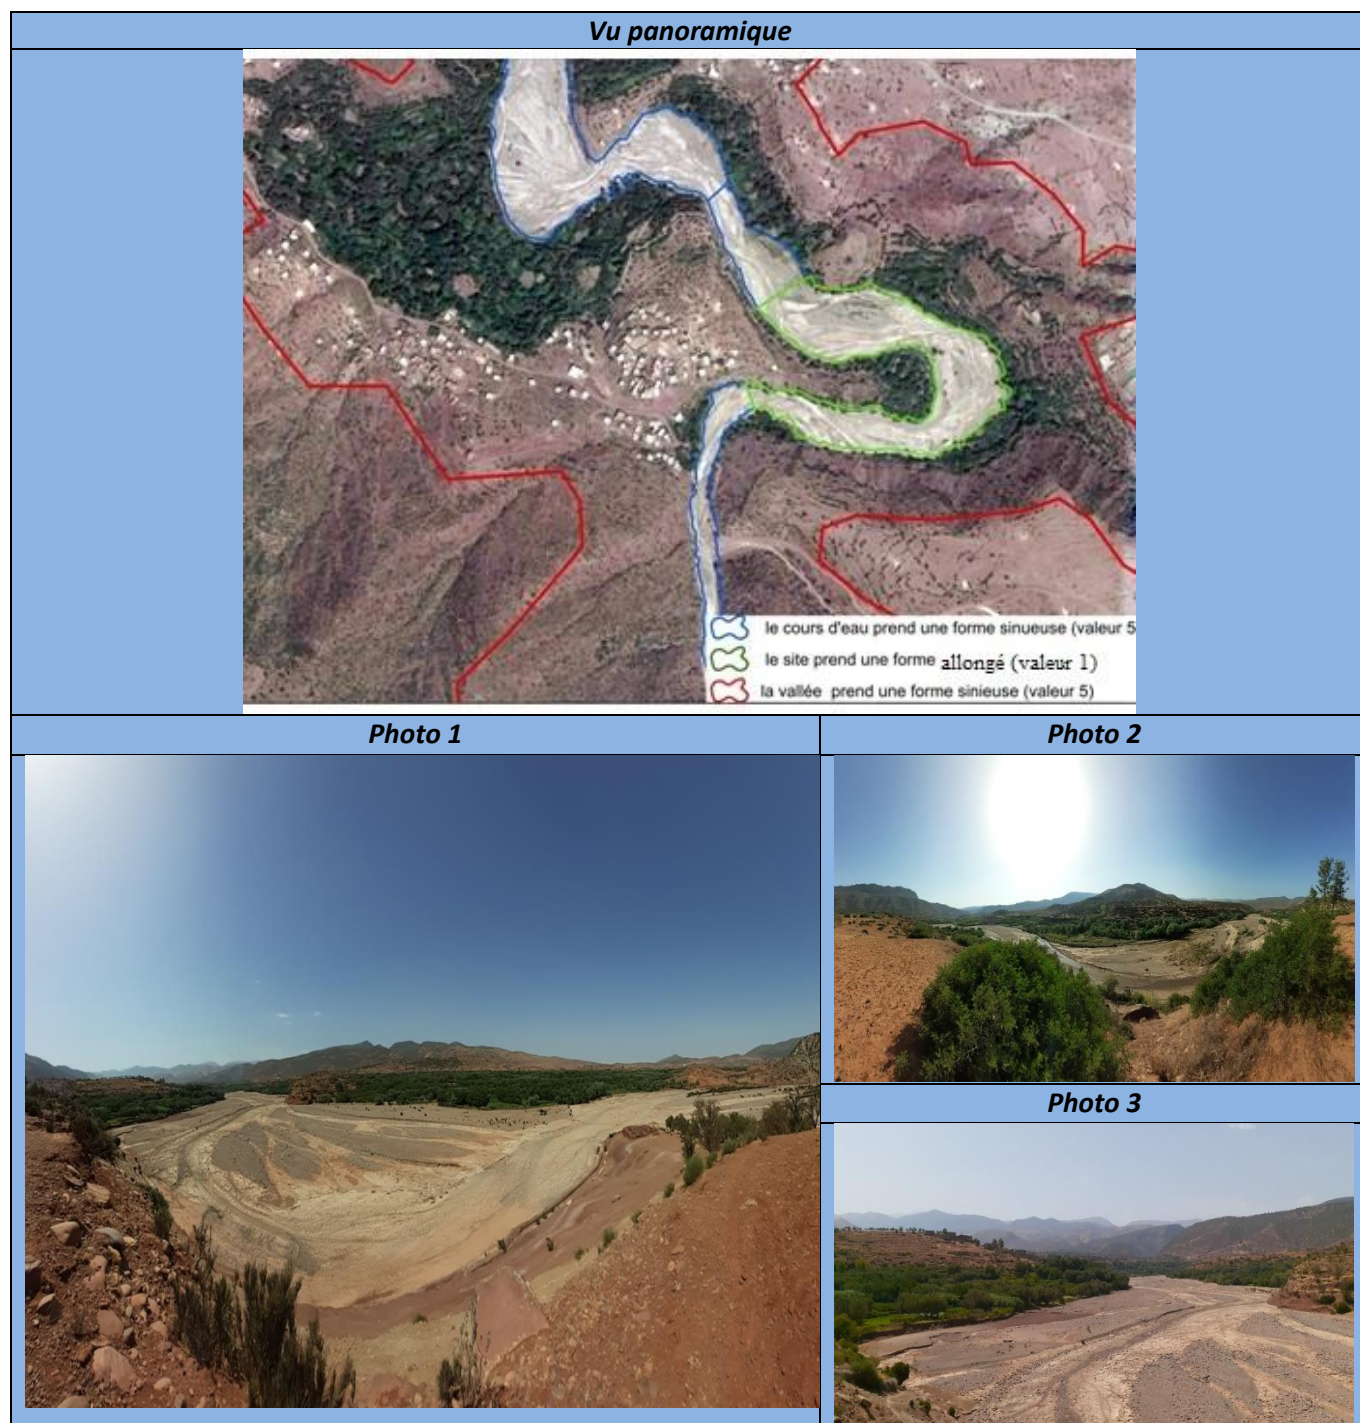 Vu panoramique
le cours d'eau prend une forme sinueuse (valeur 5
le site prend une forme allongé (valeur 1)
la vallée prend une forme sinieuse (valeur 5)
Photo 1
Photo 2
Photo 3